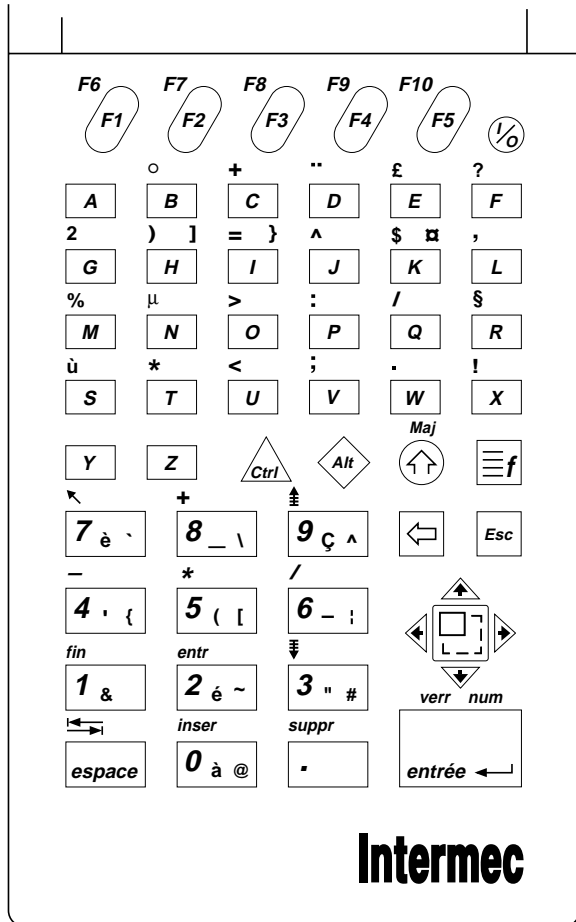 F6 F7 F8 F9 F10
F1 F2 F3 F4 F5 I/O
° + ¨ £ ?
A B C D E F
2 ) ] = } ^ $ ¤ ,
G H I J K L
% µ > : / §
M N O P Q R
ù * < ; . !
S T U V W X
Maj
Y Z Ctrl Alt f
+
7 è ` 8 _ \ 9 ç ^ Esc
– * /
4 ' { 5 ( [ 6 – ¦
fin entr
1 & 2 é ~ 3 " #
verr num
inser suppr
espace 0 à @ . entrée
Intermec